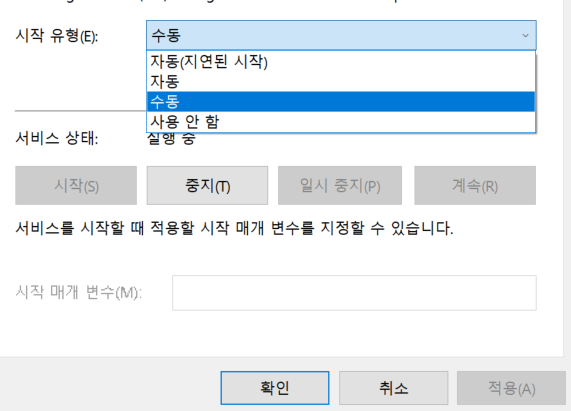 시작 유형(E): 수동
자동(지연된 시작)
자동
수동
사용 안 함
서비스 상태: 실행 중
시작(S) 중지(T) 일시 중지(P) 계속(R)
서비스를 시작할 때 적용할 시작 매개 변수를 지정할 수 있습니다.
시작 매개 변수(M):
확인 취소 적용(A)